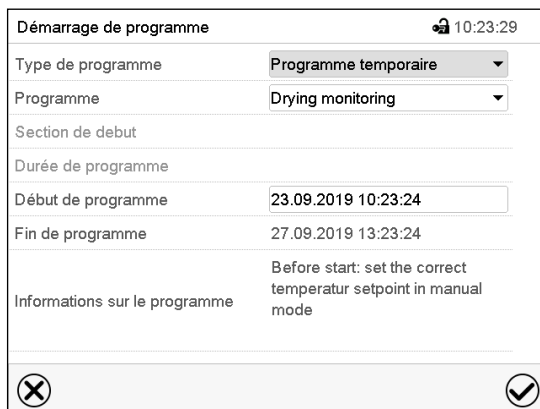 Démarrage de programme 10:23:29
Type de programme Programme temporaire
Programme Drying monitoring
Section de debut
Durée de programme
Début de programme 23.09.2019 10:23:24
Fin de programme 27.09.2019 13:23:24
Informations sur le programme Before start: set the correct
temperatur setpoint in manual
mode